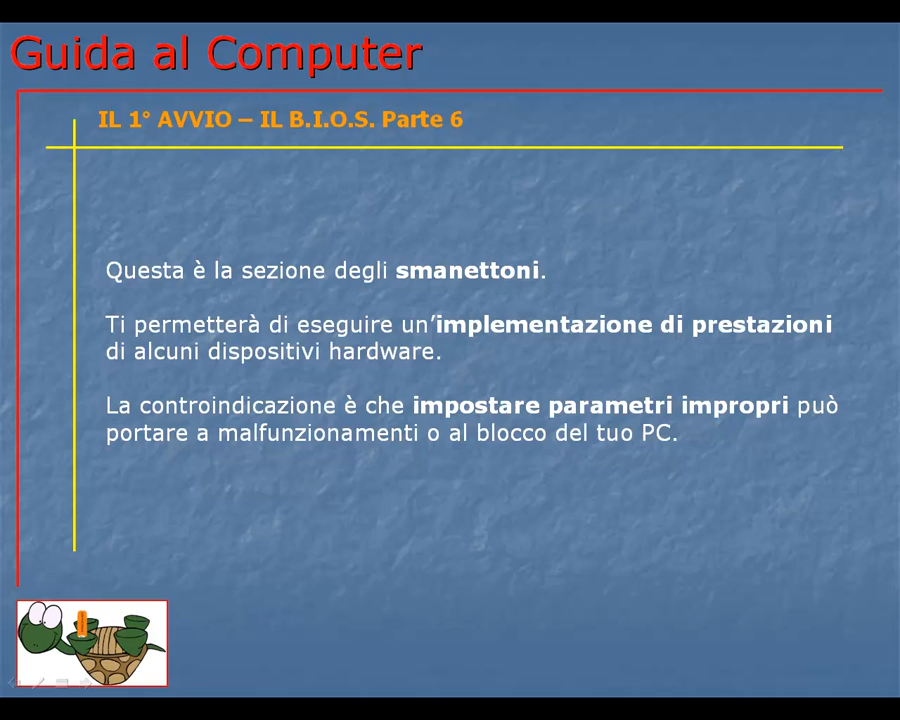 Guida al Computer
IL 1° AVVIO – IL B.I.O.S. Parte 6
Questa è la sezione degli smanettoni.
Ti permetterà di eseguire un’implementazione di prestazioni
di alcuni dispositivi hardware.
La controindicazione è che impostare parametri impropri può
portare a malfunzionamenti o al blocco del tuo PC.